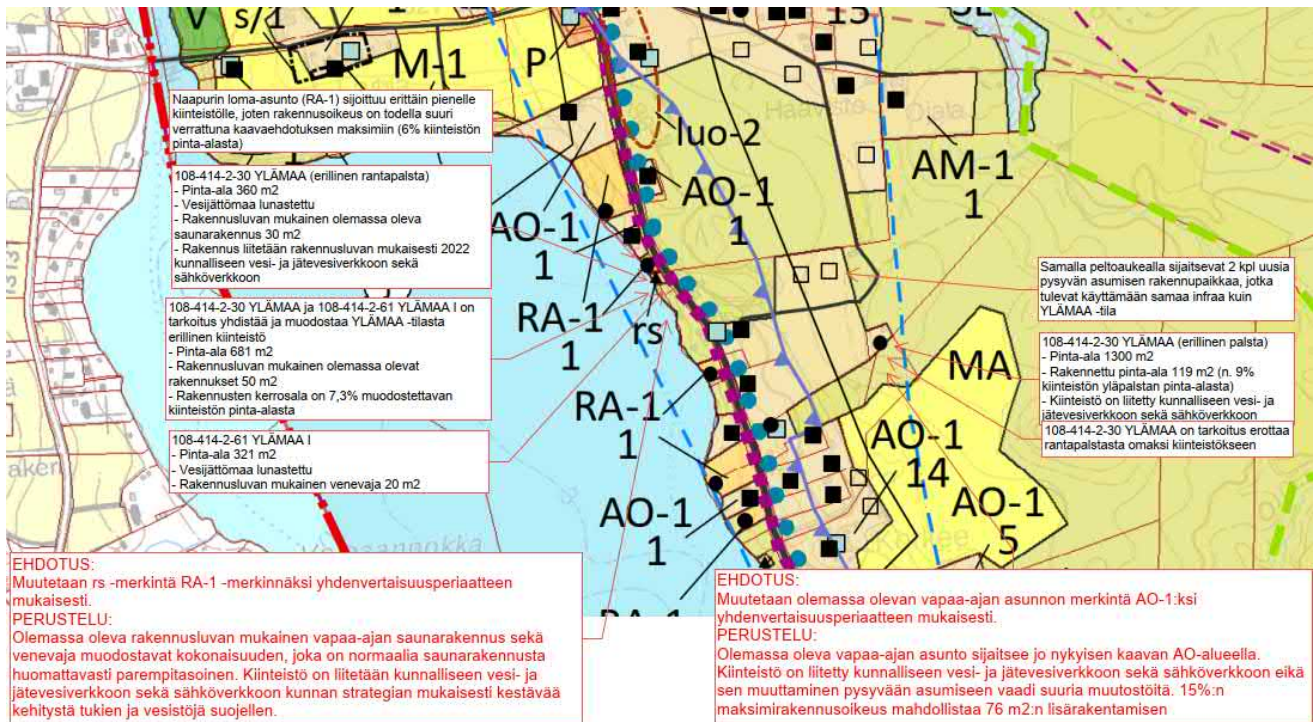 V
s/1
M-1
P
15
SL
Haavisto
Ojala
luo-2
AM-1
1
AO-1
1
AO-1
1
RA-1
1
rs
RA-1
1
AO-1
1
MA
AO-1
14
AO-1
5
1313
Naapurin loma-asunto (RA-1) sijoittuu erittäin pienelle
kiinteistölle, joten rakennusoikeus on todella suuri
verrattuna kaavaehdotuksen maksimiin (6% kiinteistön
pinta-alasta)
108-414-2-30 YLÄMAA (erillinen rantapalsta)
- Pinta-ala 360 m2
- Vesijättömaa lunastettu
- Rakennusluvan mukainen olemassa oleva
saunarakennus 30 m2
- Rakennus liitetään rakennusluvan mukaisesti 2022
kunnalliseen vesi- ja jätevesiverkkoon sekä
sähköverkkoon
108-414-2-30 YLÄMAA ja 108-414-2-61 YLÄMAA I on
tarkoitus yhdistää ja muodostaa YLÄMAA -tilasta
erillinen kiinteistö
- Pinta-ala 681 m2
- Rakennusluvan mukainen olemassa olevat
rakennukset 50 m2
- Rakennusten kerrosala on 7,3% muodostettavan
kiinteistön pinta-alasta
108-414-2-61 YLÄMAA I
- Pinta-ala 321 m2
- Vesijättömaa lunastettu
- Rakennusluvan mukainen venevaja 20 m2
Samalla peltoaukealla sijaitsevat 2 kpl uusia
pysyvän asumisen rakennupaikkaa, jotka
tulevat käyttämään samaa infraa kuin
YLÄMAA -tila
108-414-2-30 YLÄMAA (erillinen palsta)
- Pinta-ala 1300 m2
- Rakennettu pinta-ala 119 m2 (n. 9%
kiinteistön yläpalstan pinta-alasta)
- Kiinteistö on liitetty kunnalliseen vesi- ja
jätevesiverkkoon sekä sähköverkkoon
108-414-2-30 YLÄMAA on tarkoitus erottaa
rantapalstasta omaksi kiinteistökseen
EHDOTUS:
Muutetaan rs -merkintä RA-1 -merkinnäksi yhdenvertaisuusperiaatteen
mukaisesti.
PERUSTELU:
Olemassa oleva rakennusluvan mukainen vapaa-ajan saunarakennus sekä
venevaja muodostavat kokonaisuuden, joka on normaalia saunarakennusta
huomattavasti parempitasoinen. Kiinteistö on liitetään kunnalliseen vesi- ja
jätevesiverkkoon sekä sähköverkkoon kunnan strategian mukaisesti kestävää
kehitystä tukien ja vesistöjä suojellen.
EHDOTUS:
Muutetaan olemassa olevan vapaa-ajan asunnon merkintä AO-1:ksi
yhdenvertaisuusperiaatteen mukaisesti.
PERUSTELU:
Olemassa oleva vapaa-ajan asunto sijaitsee jo nykyisen kaavan AO-alueella.
Kiinteistö on liitetty kunnalliseen vesi- ja jätevesiverkkoon sekä sähköverkkoon eikä
sen muuttaminen pysyvään asumiseen vaadi suuria muutostöitä. 15%:n
maksimirakennusoikeus mahdollistaa 76 m2:n lisärakentamisen